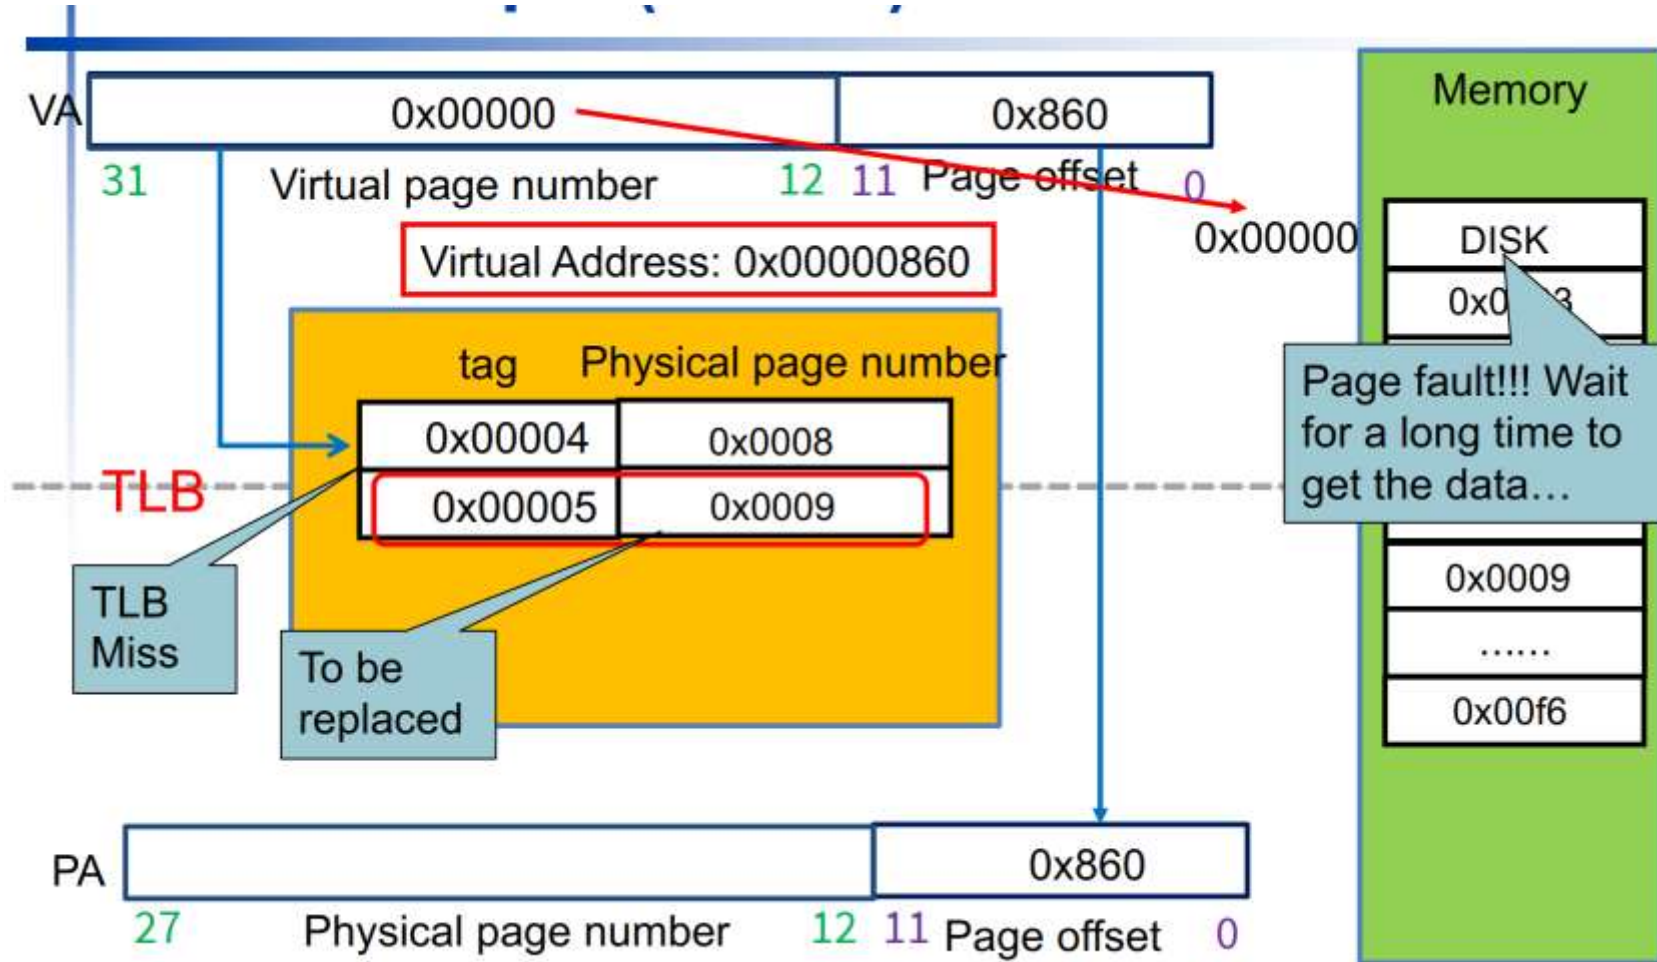 VA
0x00000
0x860
31
Virtual page number
12
11
Page offset
0
Virtual Address: 0x00000860
tag
Physical page number
0x00004
0x0008
0x00005
0x0009
TLB
TLB
Miss
To be
replaced
PA
0x860
27
Physical page number
12
11
Page offset
0
Memory
0x00000
DISK
Page fault!!! Wait
for a long time to
get the data...
0x0009
......
0x00f6